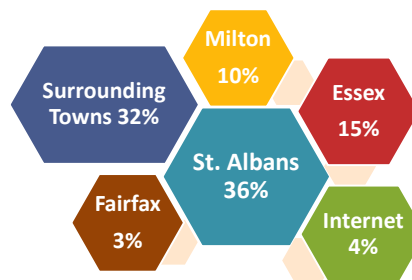 Milton
10%
Surrounding
Towns 32%
Essex
15%
St. Albans
36%
Fairfax
3%
Internet
4%